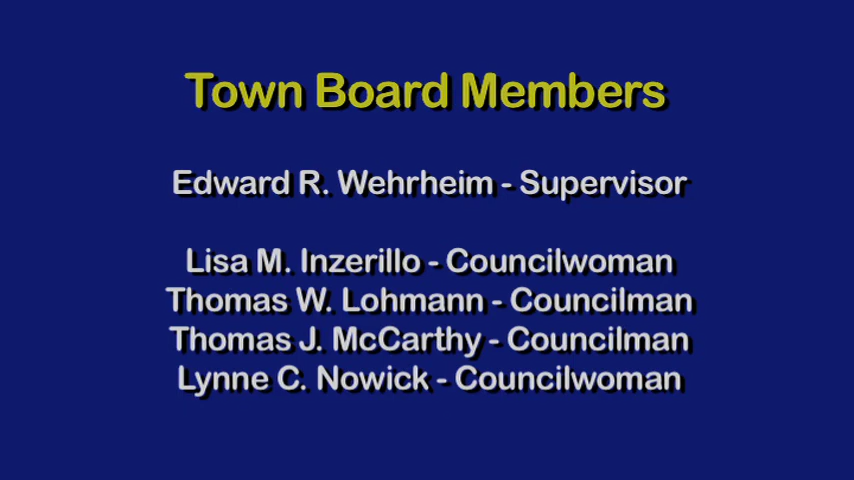 Town Board Members
Edward R. Wehrheim - Supervisor
Lisa M. Inzerillo - Councilwoman
Thomas W. Lohmann - Councilman
Thomas J. McCarthy - Councilman
Lynne C. Nowick - Councilwoman